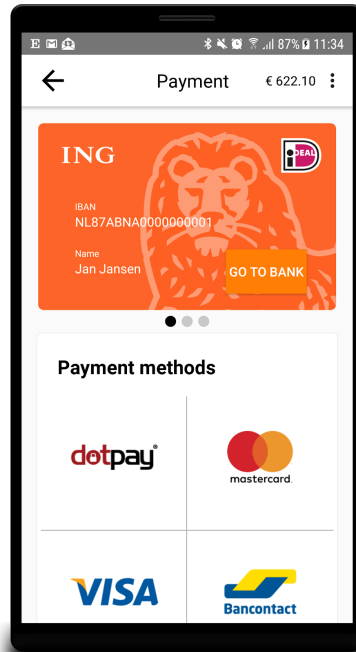 E 87% 11:34
Payment € 622.10
ING iDEAL
IBAN
NL87ABNA0000000001
Name
Jan Jansen
GO TO BANK
Payment methods
dotpay
mastercard.
VISA
Bancontact